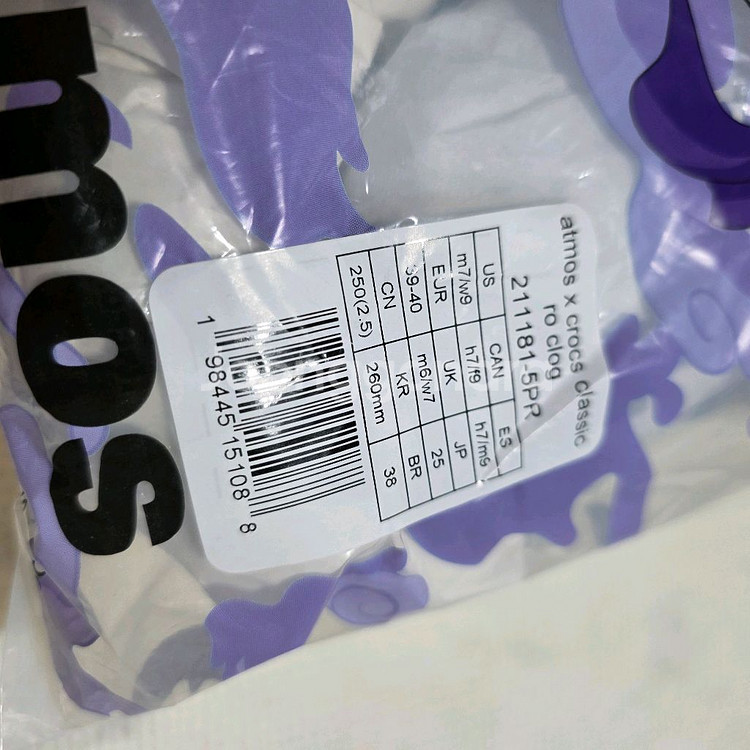 mos
atmos x crocs classic
ro clog
211181-5PR
US CAN ES
m7/w9 h7/f9 h7/m9
EUR UK JP
39-40 m6/w7 25
CN KR BR
250(2.5) 260mm 38
1 98445 15108 8